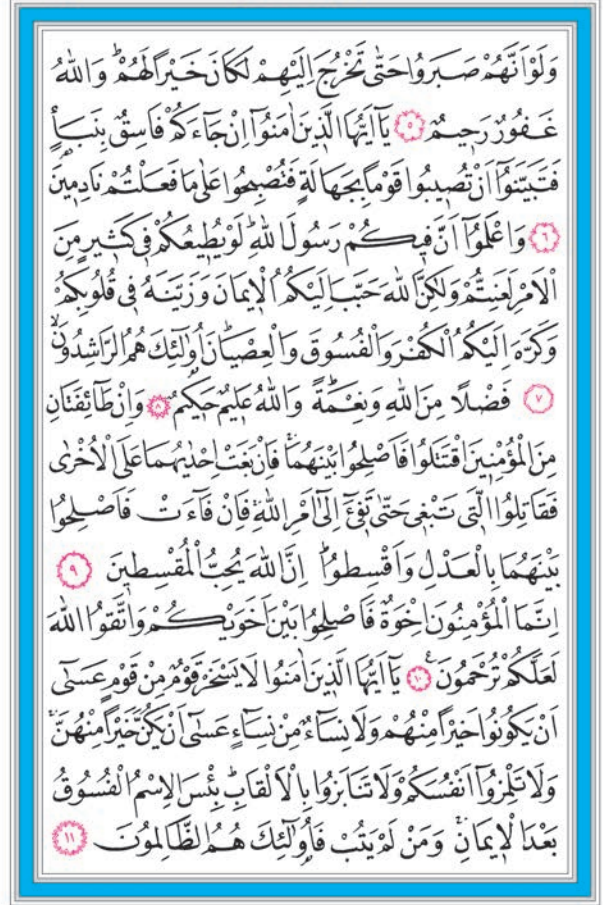 وَلَوْ اَنَّهُمْ صَبَرُوا حَتّٰى تَخْرُجَ اِلَيْهِمْ لَكَانَ خَيْرًا لَهُمْ وَاللّٰهُ
غَفُورٌ رَحِيمٌ ﴿٥﴾ يَآ اَيُّهَا الَّذِينَ اٰمَنُوٓا اِنْ جَٓاءَكُمْ فَاسِقٌ بِنَبَأٍ
فَتَبَيَّنُٓوا اَنْ تُصِيبُوا قَوْمًا بِجَهَالَةٍ فَتُصْبِحُوا عَلٰى مَا فَعَلْتُمْ نَادِمِينَ
﴿٦﴾ وَاعْلَمُٓوا اَنَّ فِيكُمْ رَسُولَ اللّٰهِ لَوْ يُطِيعُكُمْ فِى كَثِيرٍ مِنَ
الْاَمْرِ لَعَنِتُّمْ وَلٰكِنَّ اللّٰهَ حَبَّبَ اِلَيْكُمُ الْاِيمَانَ وَزَيَّنَهُ فِى قُلُوبِكُمْ
وَكَرَّهَ اِلَيْكُمُ الْكُفْرَ وَالْفُسُوقَ وَالْعِصْيَانَ اُو۬لٰٓئِكَ هُمُ الرَّاشِدُونَۙ
﴿٧﴾ فَضْلًا مِنَ اللّٰهِ وَنِعْمَةً وَاللّٰهُ عَلِيمٌ حَكِيمٌ ﴿٨﴾ وَاِنْ طَٓائِفَتَانِ
مِنَ الْمُؤْمِنِينَ اقْتَتَلُوا فَاَصْلِحُوا بَيْنَهُمَا فَاِنْ بَغَتْ اِحْدٰيهُمَا عَلَى الْاُخْرٰى
فَقَاتِلُوا الَّتِى تَبْغِى حَتّٰى تَفِٓىءَ اِلٰٓى اَمْرِ اللّٰهِ فَاِنْ فَٓاءَتْ فَاَصْلِحُوا
بَيْنَهُمَا بِالْعَدْلِ وَاَقْسِطُوا اِنَّ اللّٰهَ يُحِبُّ الْمُقْسِطِينَ ﴿٩﴾
اِنَّمَا الْمُؤْمِنُونَ اِخْوَةٌ فَاَصْلِحُوا بَيْنَ اَخَوَيْكُمْ وَاتَّقُوا اللّٰهَ
لَعَلَّكُمْ تُرْحَمُونَ ﴿١٠﴾ يَآ اَيُّهَا الَّذِينَ اٰمَنُوا لَا يَسْخَرْ قَوْمٌ مِنْ قَوْمٍ عَسٰٓى
اَنْ يَكُونُوا خَيْرًا مِنْهُمْ وَلَا نِسَٓاءٌ مِنْ نِسَٓاءٍ عَسٰٓى اَنْ يَكُنَّ خَيْرًا مِنْهُنَّ
وَلَا تَلْمِزُٓوا اَنْفُسَكُمْ وَلَا تَنَابَزُوا بِالْاَلْقَابِ بِئْسَ الِاسْمُ الْفُسُوقُ
بَعْدَ الْاِيمَانِ وَمَنْ لَمْ يَتُبْ فَاُو۬لٰٓئِكَ هُمُ الظَّالِمُونَ ﴿١١﴾